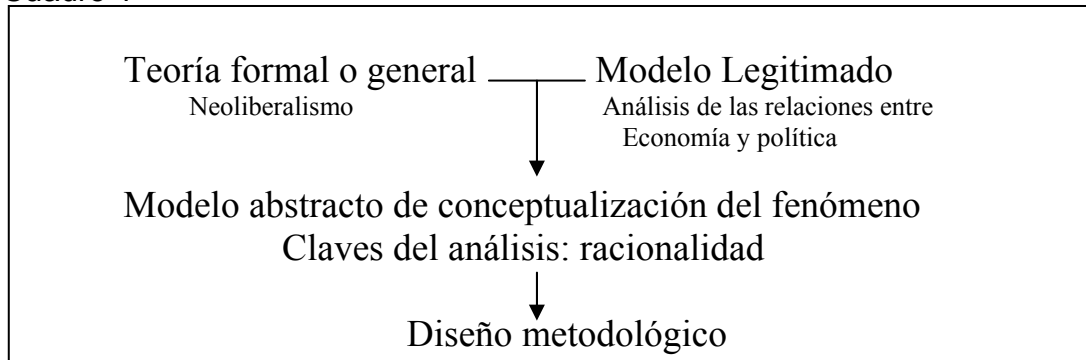 Teoría formal o general Modelo Legitimado
Neoliberalismo Análisis de las relaciones entre
Economía y política
Modelo abstracto de conceptualización del fenómeno
Claves del análisis: racionalidad
Diseño metodológico